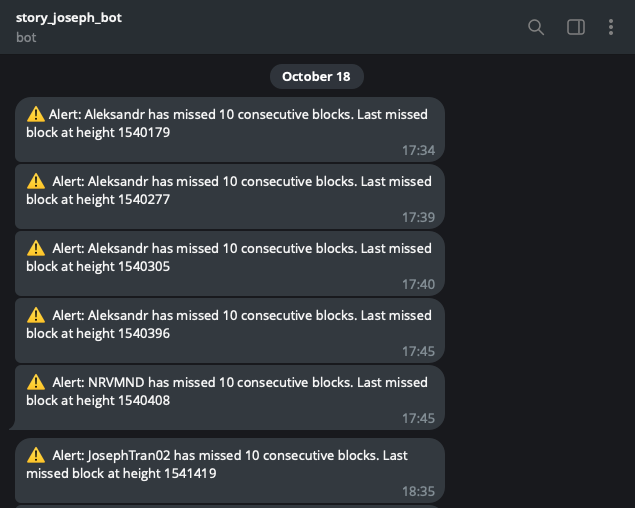 story_joseph_bot
bot
October 18
⚠️ Alert: Aleksandr has missed 10 consecutive blocks. Last missed
block at height 1540179
17:34
⚠️ Alert: Aleksandr has missed 10 consecutive blocks. Last missed
block at height 1540277
17:39
⚠️ Alert: Aleksandr has missed 10 consecutive blocks. Last missed
block at height 1540305
17:40
⚠️ Alert: Aleksandr has missed 10 consecutive blocks. Last missed
block at height 1540396
17:45
⚠️ Alert: NRVMND has missed 10 consecutive blocks. Last missed
block at height 1540408
17:45
⚠️ Alert: JosephTran02 has missed 10 consecutive blocks. Last
missed block at height 1541419
18:35